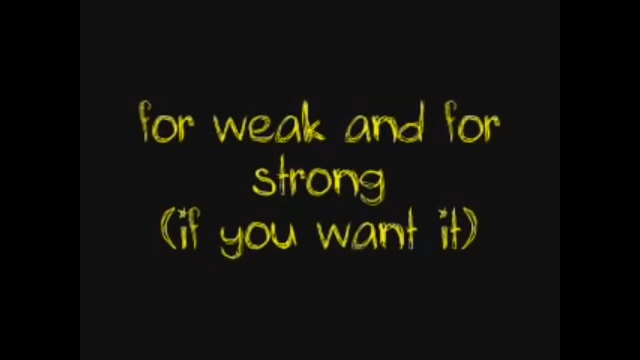 for weak and for
strong
(if you want it)